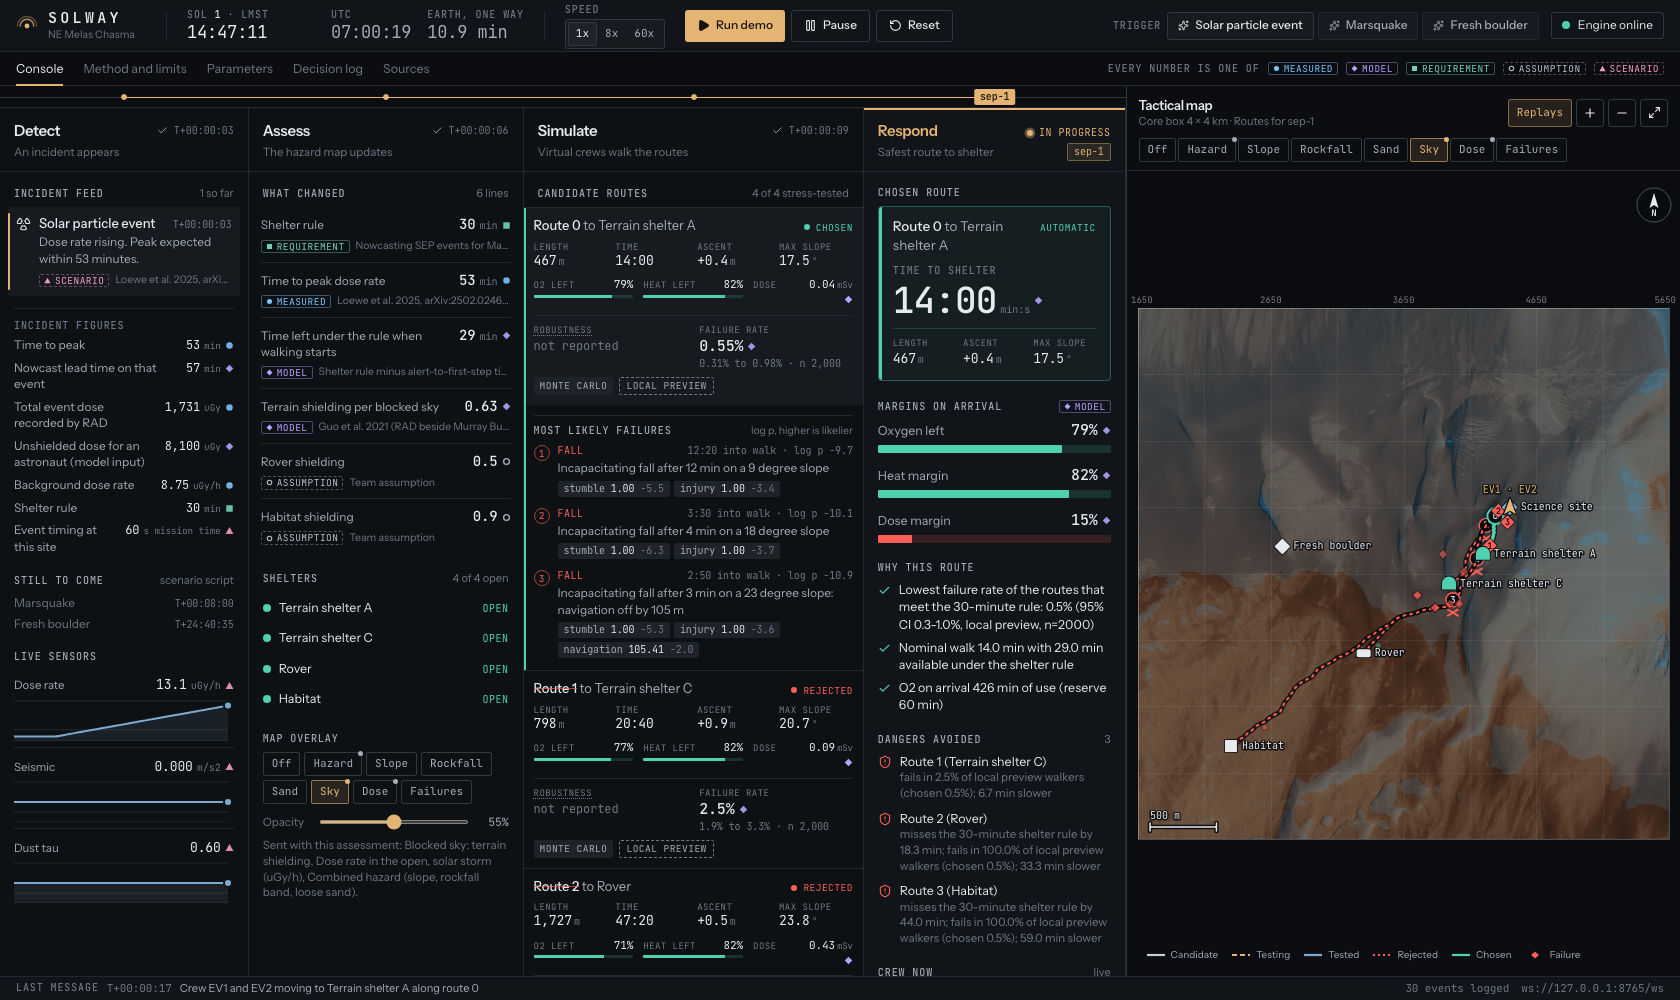 SOLWAY
NE Melas Chasma
SOL 1 · LMST
14:47:11
UTC
07:00:19
EARTH, ONE WAY
10.9 min
SPEED
1x 8x 60x
Run demo
Pause
Reset
TRIGGER
Solar particle event
Marsquake
Fresh boulder
Engine online
Console
Method and limits
Parameters
Decision log
Sources
EVERY NUMBER IS ONE OF
MEASURED
MODEL
REQUIREMENT
ASSUMPTION
SCENARIO
sep-1
Detect
T+00:00:03
An incident appears
INCIDENT FEED
1 so far
Solar particle event
T+00:00:03
Dose rate rising. Peak expected
within 53 minutes.
SCENARIO
Loewe et al. 2025, arXi...
INCIDENT FIGURES
Time to peak
53 min
Nowcast lead time on that
event
57 min
Total event dose
recorded by RAD
1,731 uGy
Unshielded dose for an
astronaut (model input)
8,100 uGy
Background dose rate
8.75 uGy/h
Shelter rule
30 min
Event timing at
this site
60 s mission time
STILL TO COME
scenario script
Marsquake
T+00:08:00
Fresh boulder
T+24:40:35
LIVE SENSORS
Dose rate
13.1 uGy/h
Seismic
0.000 m/s2
Dust tau
0.60
Assess
T+00:00:06
The hazard map updates
WHAT CHANGED
6 lines
Shelter rule
30 min
REQUIREMENT
Nowcasting SEP events for Ma...
Time to peak dose rate
53 min
MEASURED
Loewe et al. 2025, arXiv:2502.0246...
Time left under the rule when
walking starts
29 min
MODEL
Shelter rule minus alert-to-first-step ti...
Terrain shielding per blocked sky
0.63
MODEL
Guo et al. 2021 (RAD beside Murray Bu...
Rover shielding
0.5
ASSUMPTION
Team assumption
Habitat shielding
0.9
ASSUMPTION
Team assumption
SHELTERS
4 of 4 open
Terrain shelter A
OPEN
Terrain shelter C
OPEN
Rover
OPEN
Habitat
OPEN
MAP OVERLAY
Off Hazard Slope Rockfall
Sand Sky Dose Failures
Opacity
55%
Sent with this assessment: Blocked sky: terrain
shielding, Dose rate in the open, solar storm
(uGy/h), Combined hazard (slope, rockfall
band, loose sand).
Simulate
T+00:00:09
Virtual crews walk the routes
CANDIDATE ROUTES
4 of 4 stress-tested
Route 0 to Terrain shelter A
CHOSEN
LENGTH TIME ASCENT MAX SLOPE
467 m 14:00 +0.4 m 17.5 °
O2 LEFT 79% HEAT LEFT 82% DOSE 0.04 mSv
ROBUSTNESS
not reported
FAILURE RATE
0.55%
0.31% to 0.98% · n 2,000
MONTE CARLO
LOCAL PREVIEW
MOST LIKELY FAILURES
log p, higher is likelier
1 FALL
12:20 into walk · log p -9.7
Incapacitating fall after 12 min on a 9 degree slope
stumble 1.00 -5.5 injury 1.00 -3.4
2 FALL
3:30 into walk · log p -10.1
Incapacitating fall after 4 min on a 18 degree slope
stumble 1.00 -6.3 injury 1.00 -3.7
3 FALL
2:50 into walk · log p -10.9
Incapacitating fall after 3 min on a 23 degree slope:
navigation off by 105 m
stumble 1.00 -5.3 injury 1.00 -3.6
navigation 105.41 -2.0
Route 1 to Terrain shelter C
REJECTED
LENGTH TIME ASCENT MAX SLOPE
798 m 20:40 +0.9 m 20.7 °
O2 LEFT 77% HEAT LEFT 82% DOSE 0.09 mSv
ROBUSTNESS
not reported
FAILURE RATE
2.5%
1.9% to 3.3% · n 2,000
MONTE CARLO
LOCAL PREVIEW
Route 2 to Rover
REJECTED
LENGTH TIME ASCENT MAX SLOPE
1,727 m 47:20 +0.5 m 23.8 °
O2 LEFT 71% HEAT LEFT 82% DOSE 0.43 mSv
Respond
IN PROGRESS
Safest route to shelter
sep-1
CHOSEN ROUTE
Route 0 to Terrain
shelter A
AUTOMATIC
TIME TO SHELTER
14:00 min:s
LENGTH ASCENT MAX SLOPE
467 m +0.4 m 17.5 °
MARGINS ON ARRIVAL
MODEL
Oxygen left
79%
Heat margin
82%
Dose margin
15%
WHY THIS ROUTE
Lowest failure rate of the routes that
meet the 30-minute rule: 0.5% (95%
CI 0.3-1.0%, local preview, n=2000)
Nominal walk 14.0 min with 29.0 min
available under the shelter rule
O2 on arrival 426 min of use (reserve
60 min)
DANGERS AVOIDED
3
Route 1 (Terrain shelter C)
fails in 2.5% of local preview walkers
(chosen 0.5%); 6.7 min slower
Route 2 (Rover)
misses the 30-minute shelter rule by
18.3 min; fails in 100.0% of local preview
walkers (chosen 0.5%); 33.3 min slower
Route 3 (Habitat)
misses the 30-minute shelter rule by
44.0 min; fails in 100.0% of local preview
walkers (chosen 0.5%); 59.0 min slower
CREW NOW
live
Tactical map
Core box 4 × 4 km · Routes for sep-1
Replays
Off Hazard Slope Rockfall Sand Sky Dose Failures
N
1650 2650 3650 4650 5650
EV1 · EV2
Science site
Fresh boulder
Terrain shelter A
Terrain shelter C
3
Rover
Habitat
500 m
Candidate Testing Tested Rejected Chosen Failure
LAST MESSAGE T+00:00:17 Crew EV1 and EV2 moving to Terrain shelter A along route 0
30 events logged ws://127.0.0.1:8765/ws